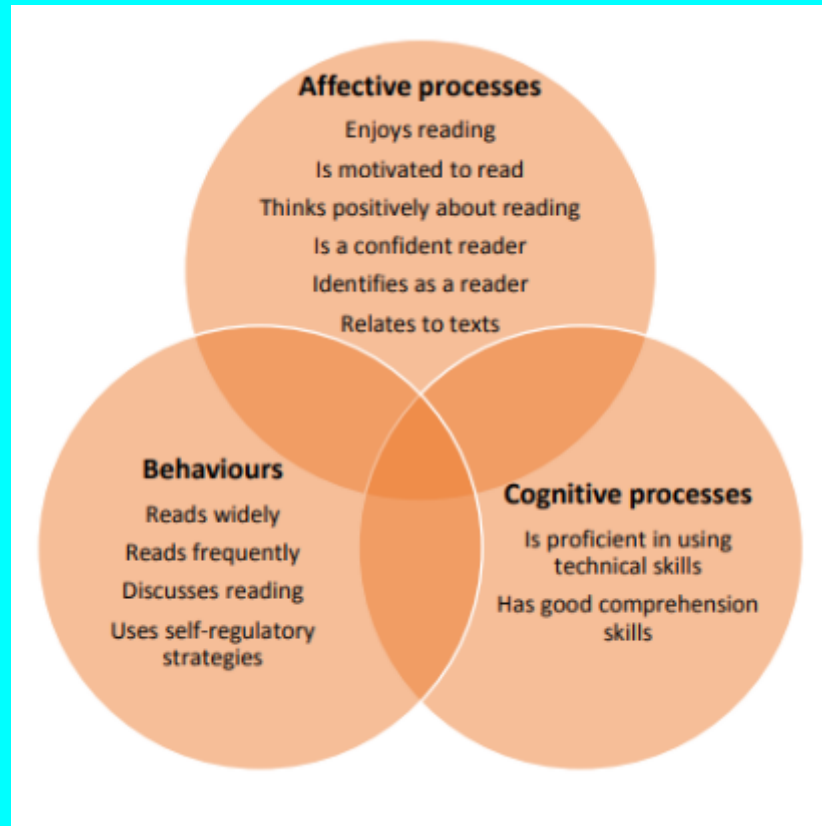 Affective processes
Enjoys reading
Is motivated to read
Thinks positively about reading
Is a confident reader
Identifies as a reader
Relates to texts
Behaviours
Reads widely
Reads frequently
Discusses reading
Uses self-regulatory
strategies
Cognitive processes
Is proficient in using
technical skills
Has good comprehension
skills